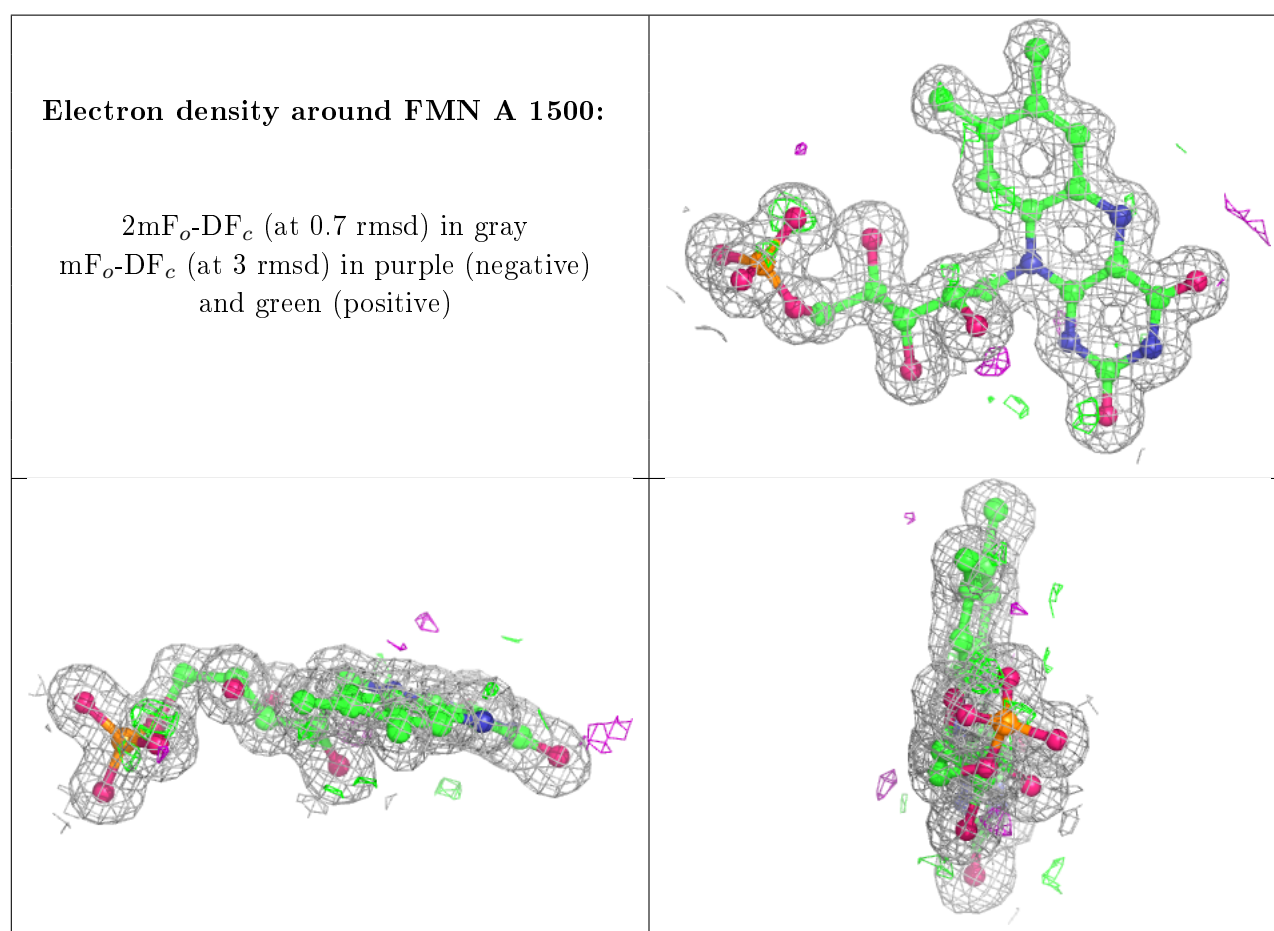 Electron density around FMN A 1500:
2mFo-DFc (at 0.7 rmsd) in gray
mFo-DFc (at 3 rmsd) in purple (negative)
and green (positive)